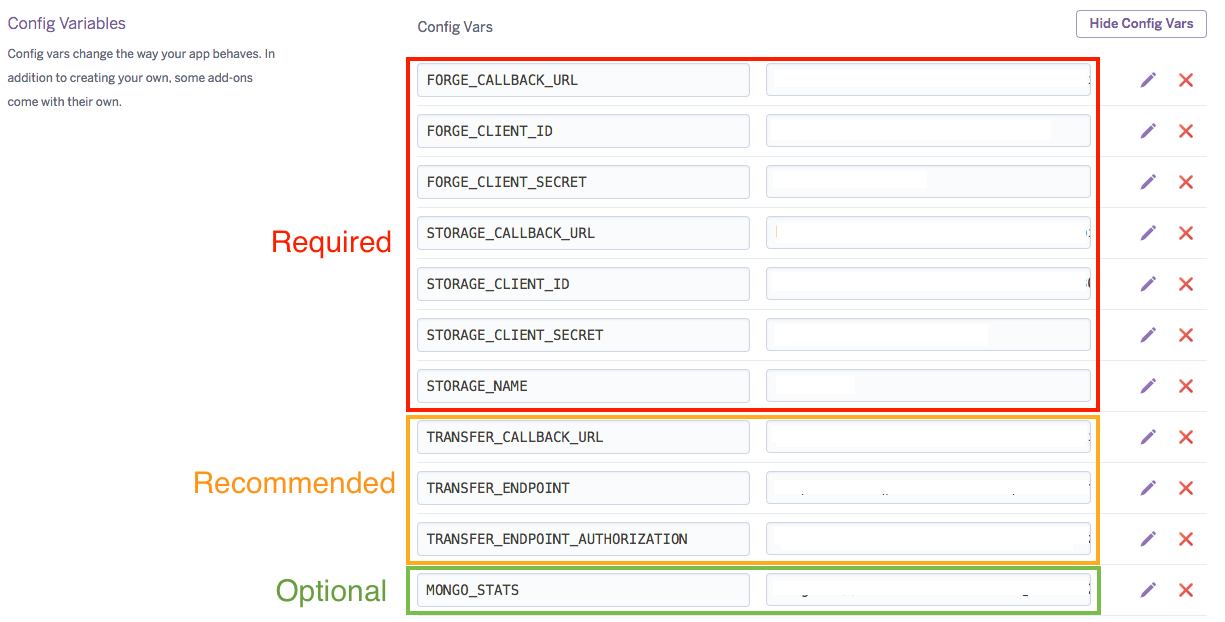 Config Variables
Config vars change the way your app behaves. In
addition to creating your own, some add-ons
come with their own.
Config Vars
Hide Config Vars
FORGE_CALLBACK_URL
FORGE_CLIENT_ID
FORGE_CLIENT_SECRET
STORAGE_CALLBACK_URL
STORAGE_CLIENT_ID
STORAGE_CLIENT_SECRET
STORAGE_NAME
Required
TRANSFER_CALLBACK_URL
TRANSFER_ENDPOINT
TRANSFER_ENDPOINT_AUTHORIZATION
Recommended
MONGO_STATS
Optional